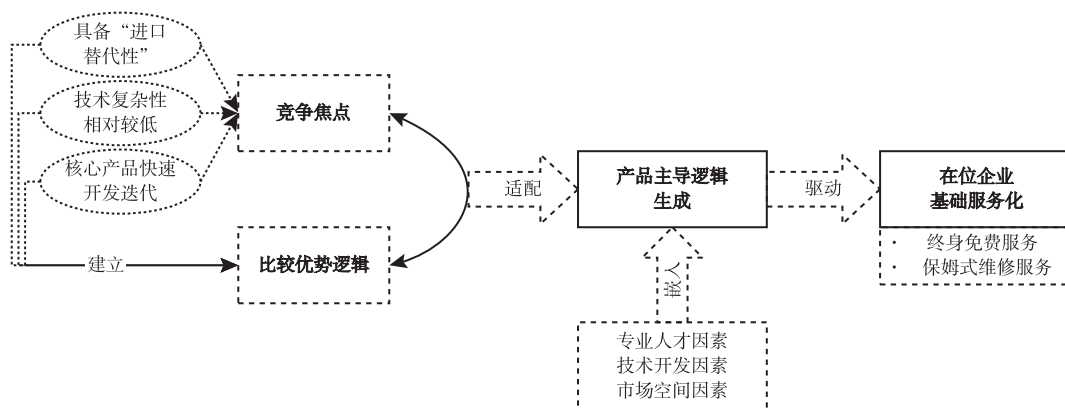 具备“进口
替代性”
技术复杂性
相对较低
核心产品快速
开发迭代
竞争焦点
建立
比较优势逻辑
适配
产品主导逻辑
生成
嵌入
专业人才因素
技术开发因素
市场空间因素
驱动
在位企业
基础服务化
· 终身免费服务
· 保姆式维修服务